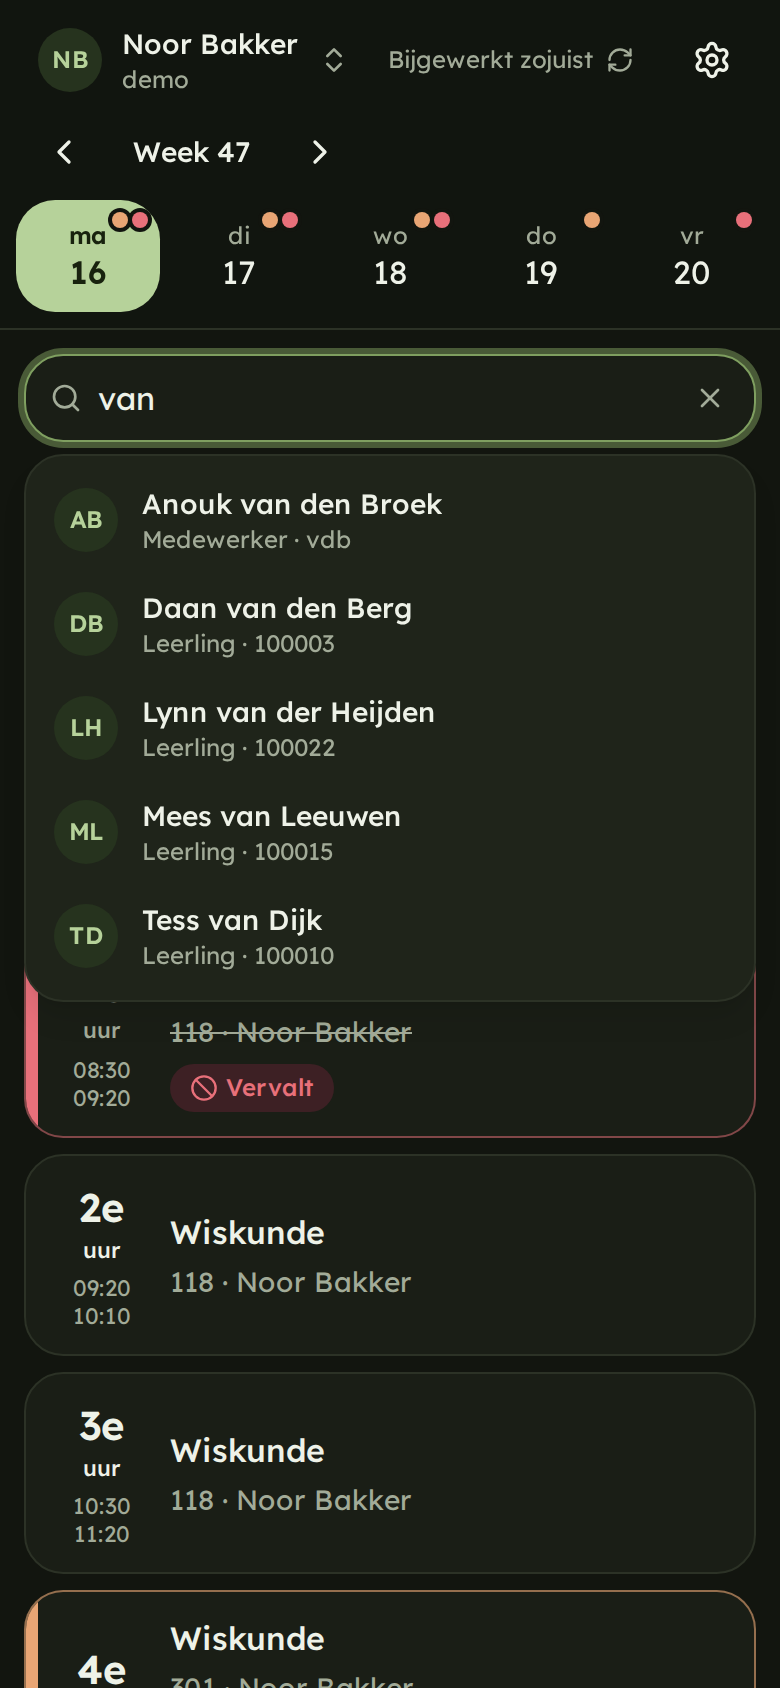 NB
Noor Bakker
demo
Bijgewerkt zojuist
Week 47
ma
16
di
17
wo
18
do
19
vr
20
van
AB
Anouk van den Broek
Medewerker · vdb
DB
Daan van den Berg
Leerling · 100003
LH
Lynn van der Heijden
Leerling · 100022
ML
Mees van Leeuwen
Leerling · 100015
TD
Tess van Dijk
Leerling · 100010
uur
08:30
09:20
118 · Noor Bakker
Vervalt
2e
uur
09:20
10:10
Wiskunde
118 · Noor Bakker
3e
uur
10:30
11:20
Wiskunde
118 · Noor Bakker
4e
Wiskunde
301 · Noor Bakker